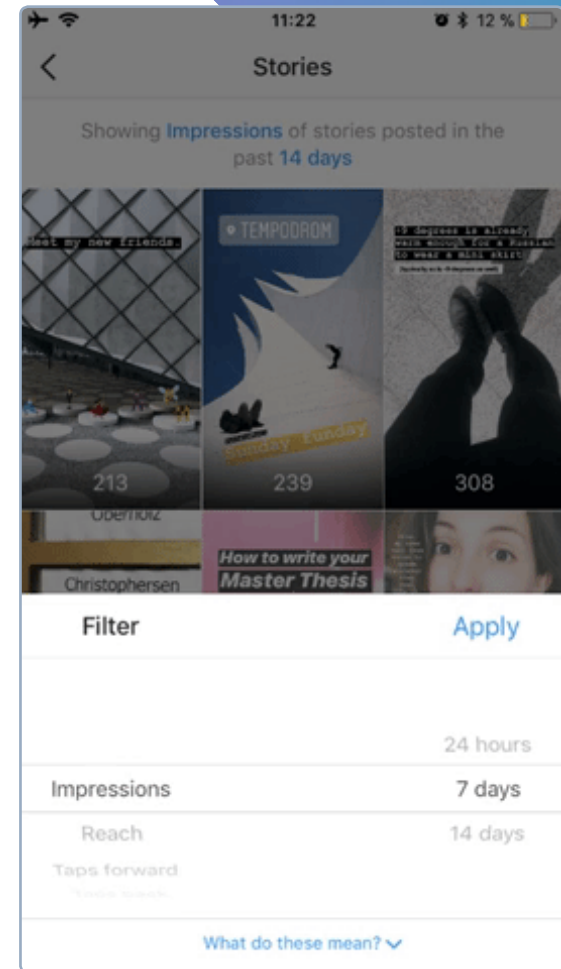 11:22
12 %
Stories
Showing Impressions of stories posted in the
past 14 days
Meet my new friends.
TEMPODROM
+9 degrees is already
warm enough for a Russian
to wear a mini skirt
Sunday Funday
213
239
308
Oberholz
Christophersen
How to write your
Master Thesis
Filter
Apply
24 hours
Impressions
7 days
Reach
14 days
Taps forward
What do these mean?